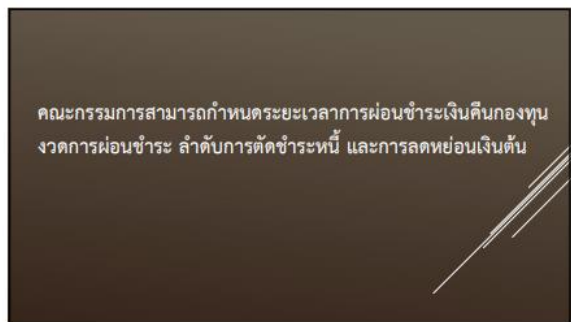 คณะกรรมการสามารถกำหนดระยะเวลาการผ่อนชำระเงินคืนกองทุน
งวดการผ่อนชำระ ลำดับการตัดชำระหนี้ และการลดหย่อนเงินต้น